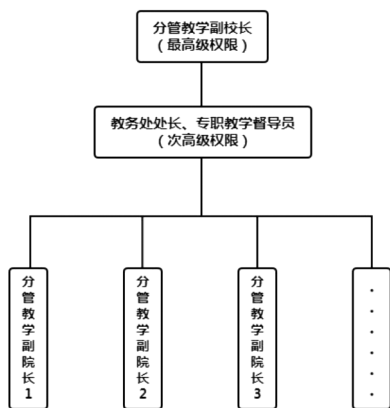 分管教学副校长
（最高级权限）
教务处处长、专职教学督导员
（次高级权限）
分管教学副院长1
分管教学副院长2
分管教学副院长3
······